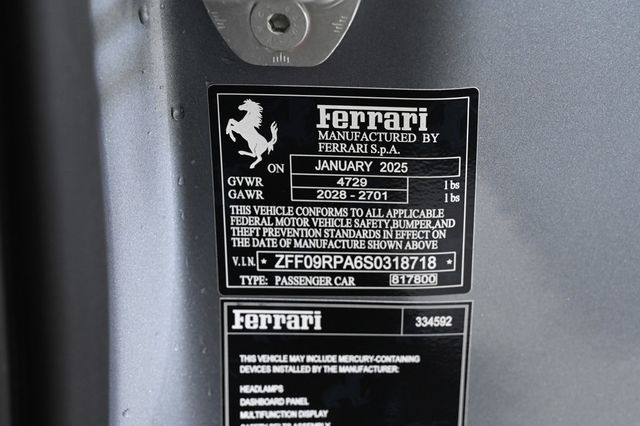 Ferrari
MANUFACTURED BY
FERRARI S.p.A.
ON JANUARY 2025
GVWR 4729 lbs
GAWR 2028 - 2701 lbs
THIS VEHICLE CONFORMS TO ALL APPLICABLE
FEDERAL MOTOR VEHICLE SAFETY,BUMPER,AND
THEFT PREVENTION STANDARDS IN EFFECT ON
THE DATE OF MANUFACTURE SHOWN ABOVE
V.I.N. * ZFF09RPA6S0318718 *
TYPE: PASSENGER CAR 817800
Ferrari 334592
THIS VEHICLE MAY INCLUDE MERCURY-CONTAINING
DEVICES INSTALLED BY THE MANUFACTURER:
HEADLAMPS
DASHBOARD PANEL
MULTIFUNCTION DISPLAY
SAFETY BELTS ASSEMBLY